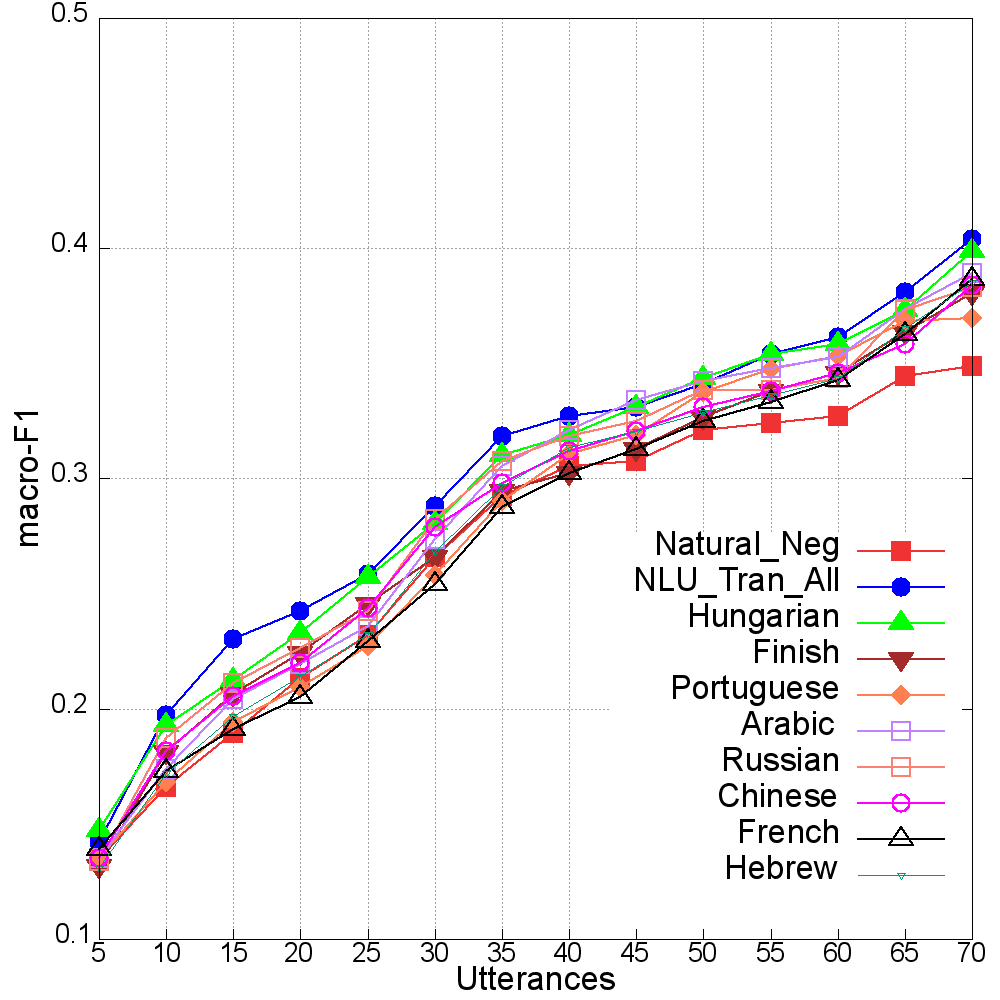 0.5
0.4
0.3
0.2
0.1
macro-F1
Natural_Neg
NLU_Tran_All
Hungarian
Finish
Portuguese
Arabic
Russian
Chinese
French
Hebrew
5 10 15 20 25 30 35 40 45 50 55 60 65 70
Utterances